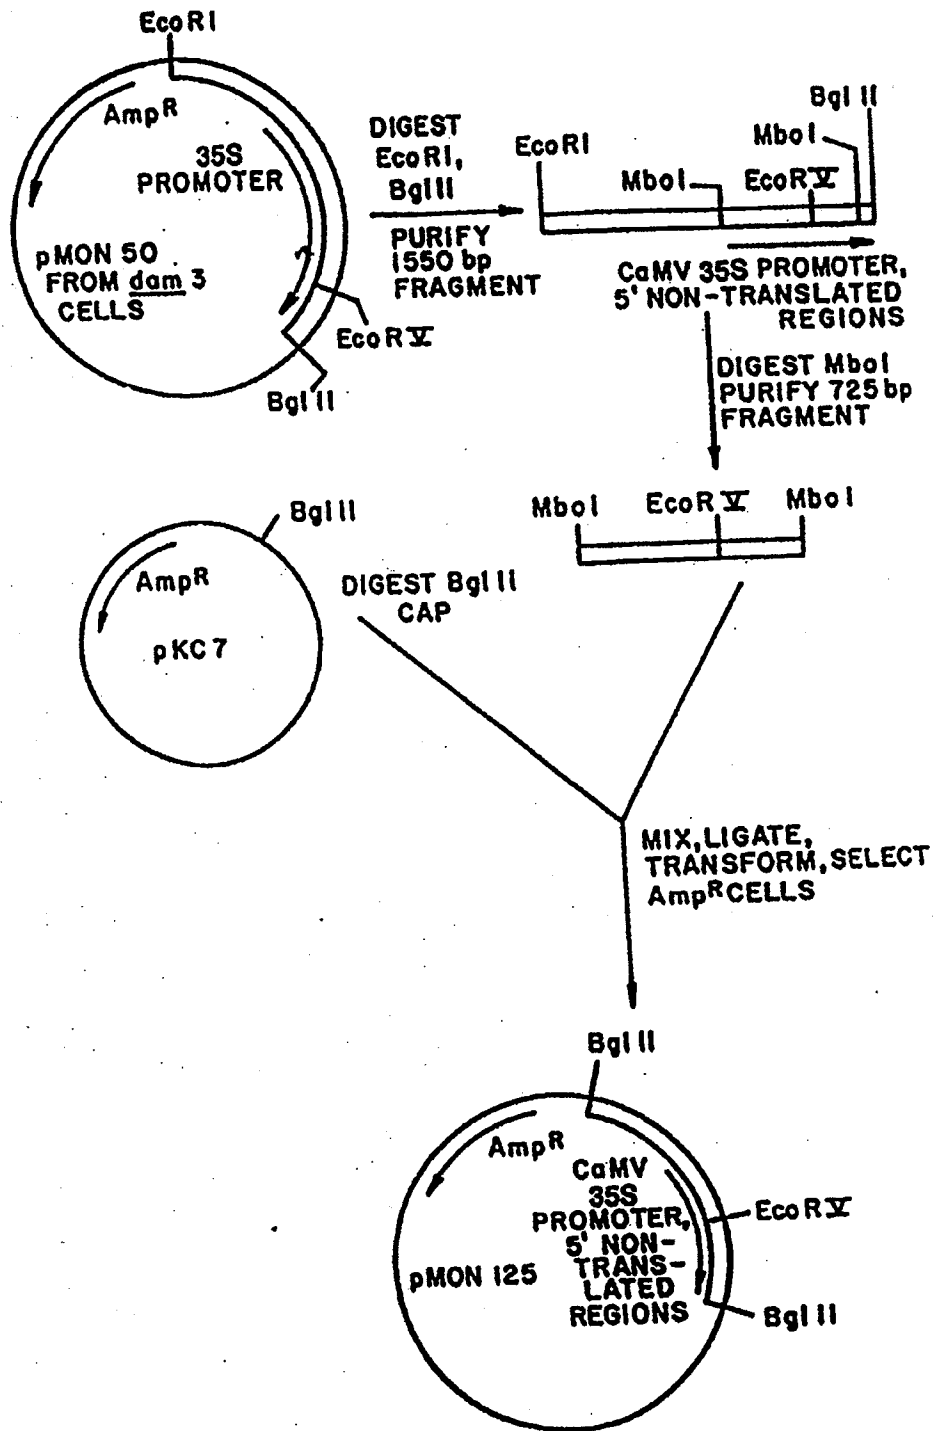 EcoRI
AmpR
35S
PROMOTER
pMON 50
FROM dam 3
CELLS
EcoRV
BglII
DIGEST
EcoRI,
BglII
PURIFY
1550 bp
FRAGMENT
EcoRI
MboI
EcoRV
MboI
BglII
CaMV 35S PROMOTER,
5' NON-TRANSLATED
REGIONS
DIGEST MboI
PURIFY 725 bp
FRAGMENT
MboI
EcoRV
MboI
BglII
AmpR
pKC7
DIGEST BglII
CAP
MIX, LIGATE,
TRANSFORM, SELECT
AmpR CELLS
BglII
AmpR
CaMV
35S
PROMOTER,
5' NON-
TRANS-
LATED
REGIONS
pMON 125
EcoRV
BglII